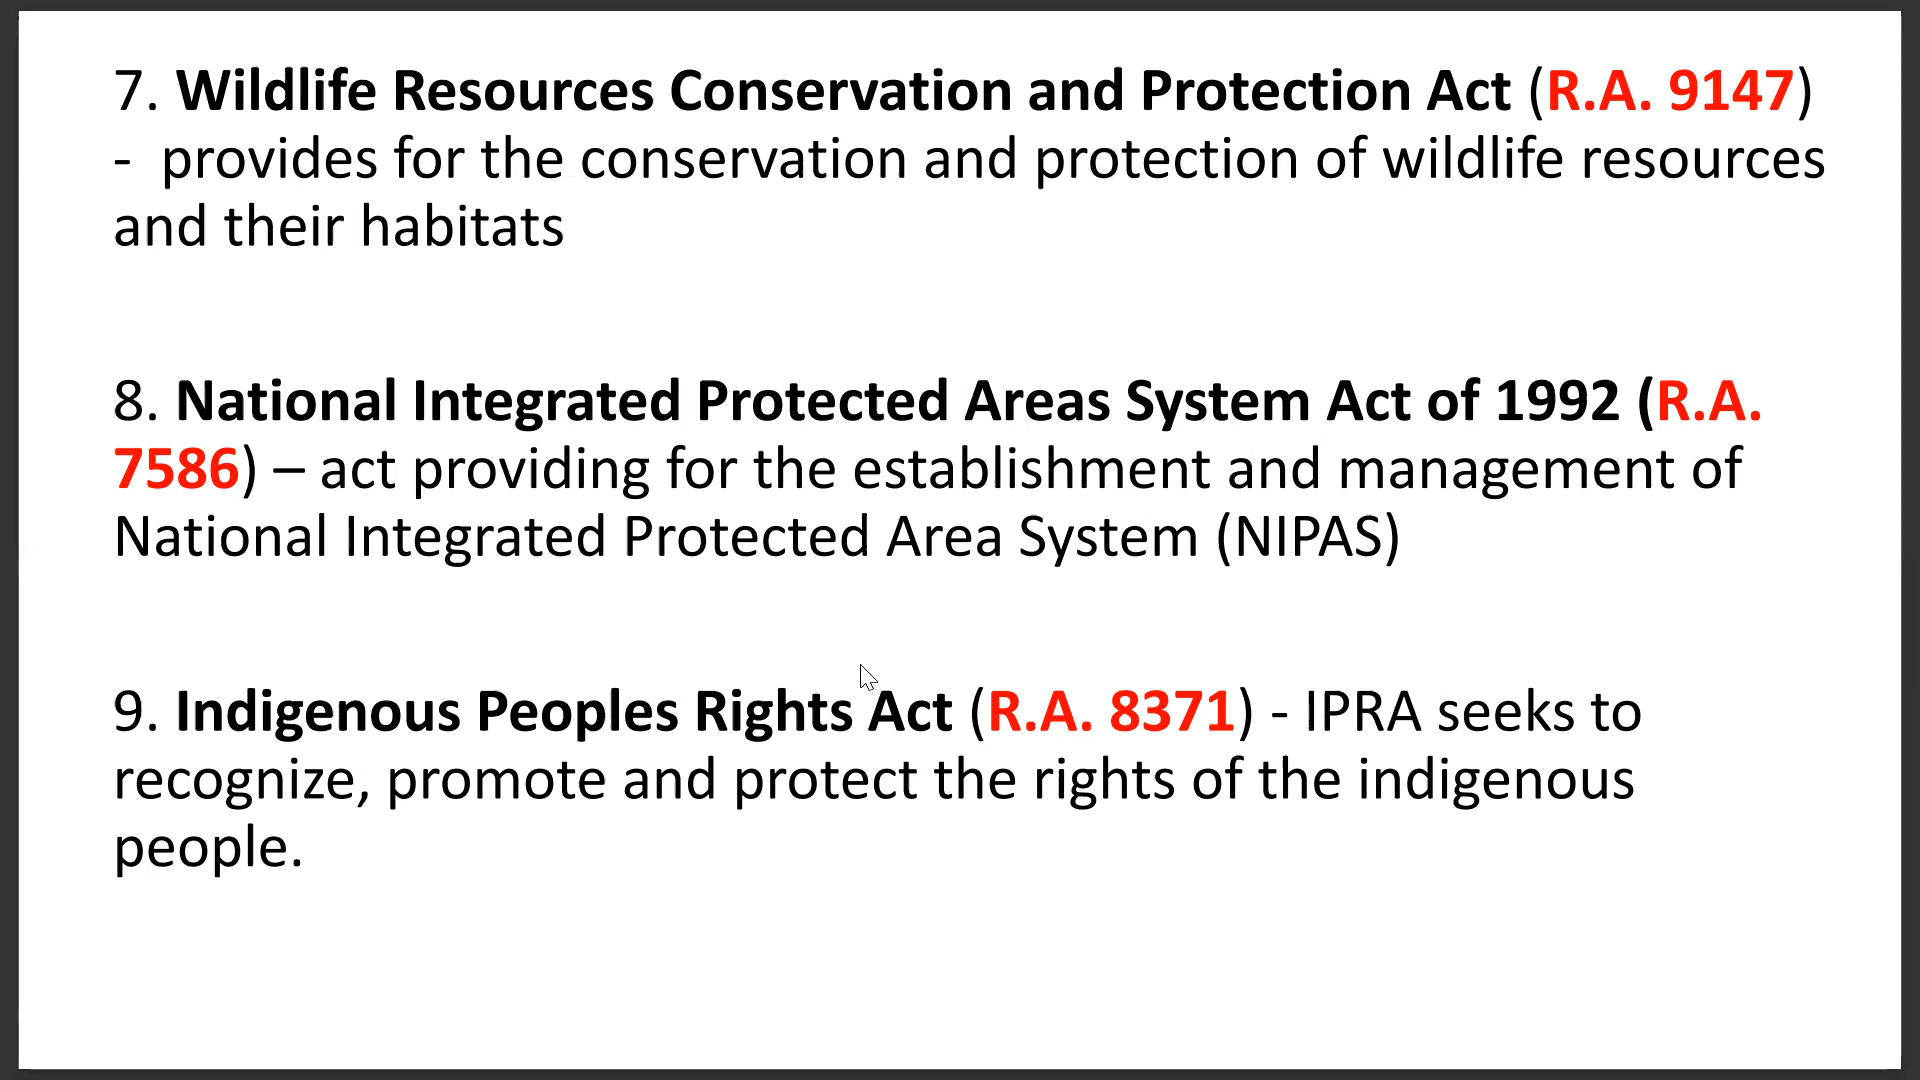 7. Wildlife Resources Conservation and Protection Act (R.A. 9147)
- provides for the conservation and protection of wildlife resources
and their habitats
8. National Integrated Protected Areas System Act of 1992 (R.A.
7586) – act providing for the establishment and management of
National Integrated Protected Area System (NIPAS)
9. Indigenous Peoples Rights Act (R.A. 8371) - IPRA seeks to
recognize, promote and protect the rights of the indigenous
people.